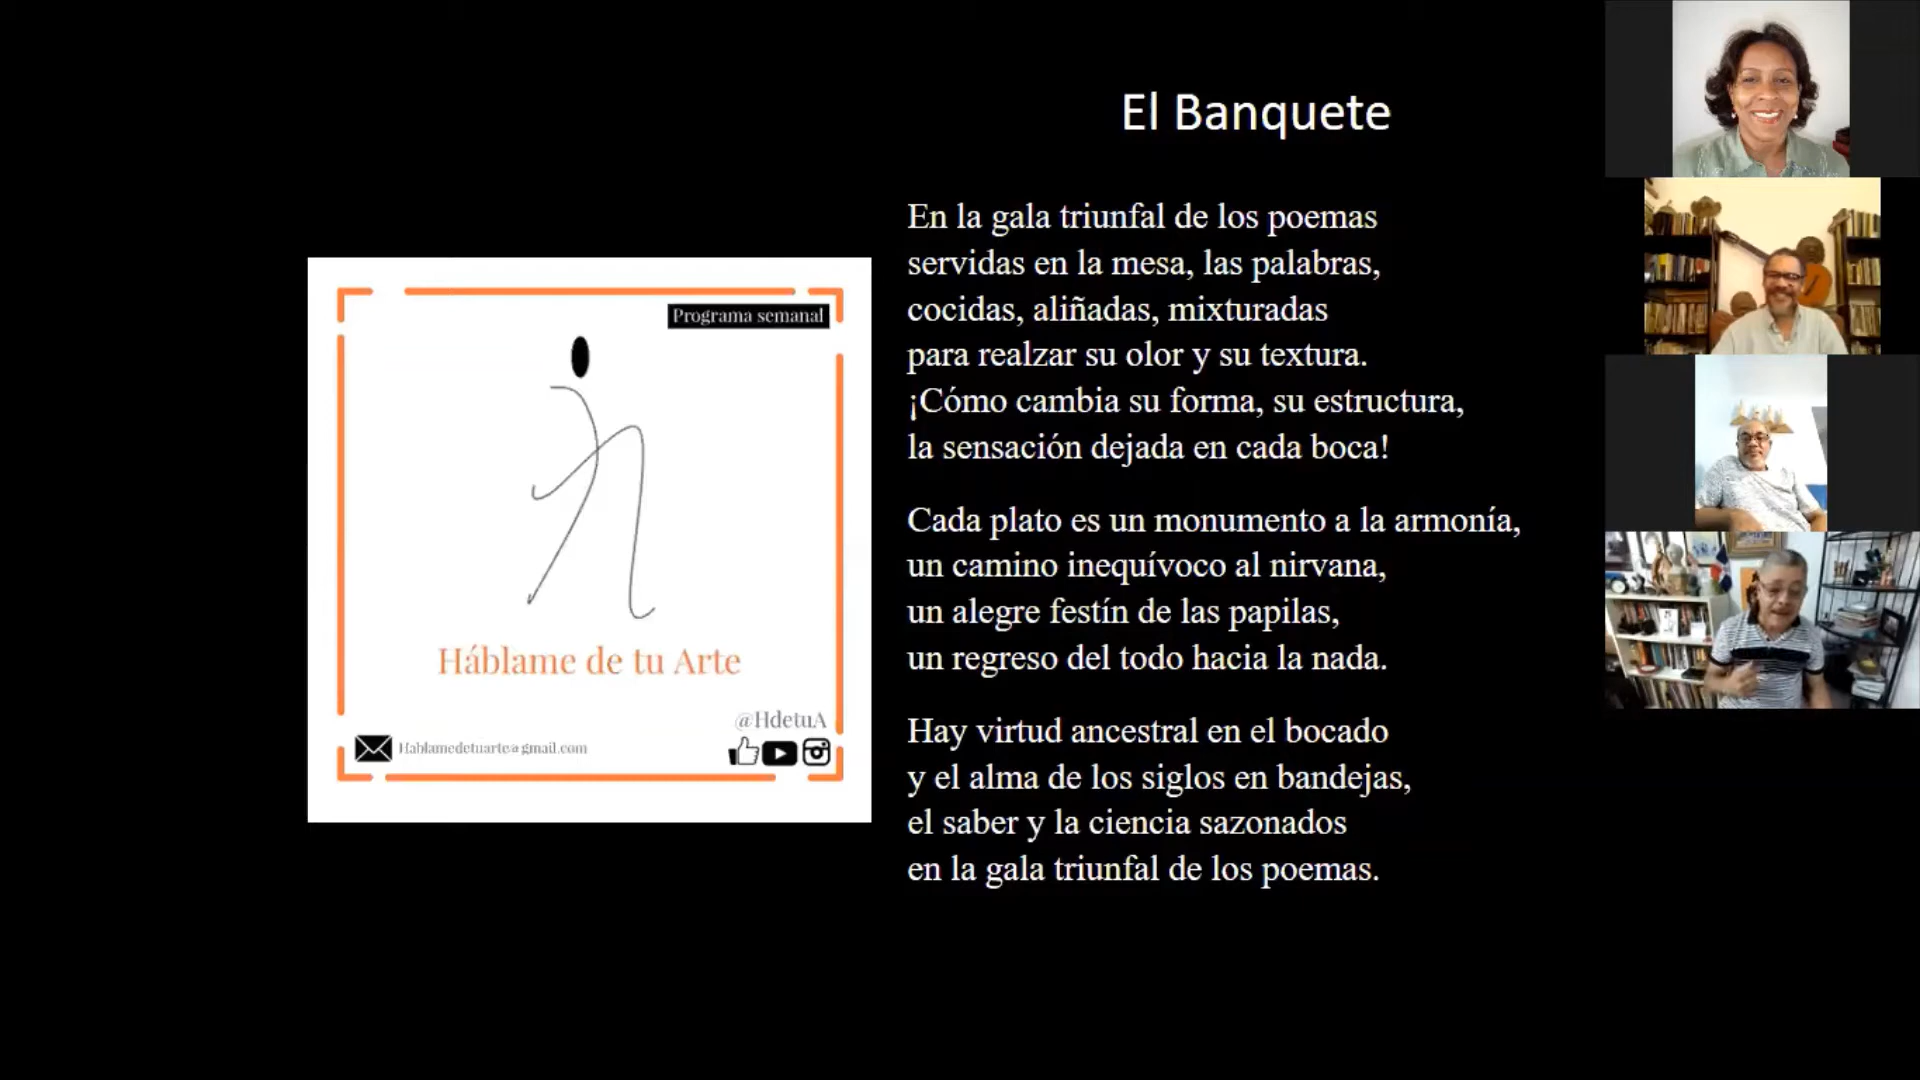 Programa semanal
Háblame de tu Arte
@HdetuA
Hablamedetuarte@gmail.com
El Banquete
En la gala triunfal de los poemas
servidas en la mesa, las palabras,
cocidas, aliñadas, mixturadas
para realzar su olor y su textura.
¡Cómo cambia su forma, su estructura,
la sensación dejada en cada boca!
Cada plato es un monumento a la armonía,
un camino inequívoco al nirvana,
un alegre festín de las papilas,
un regreso del todo hacia la nada.
Hay virtud ancestral en el bocado
y el alma de los siglos en bandejas,
el saber y la ciencia sazonados
en la gala triunfal de los poemas.